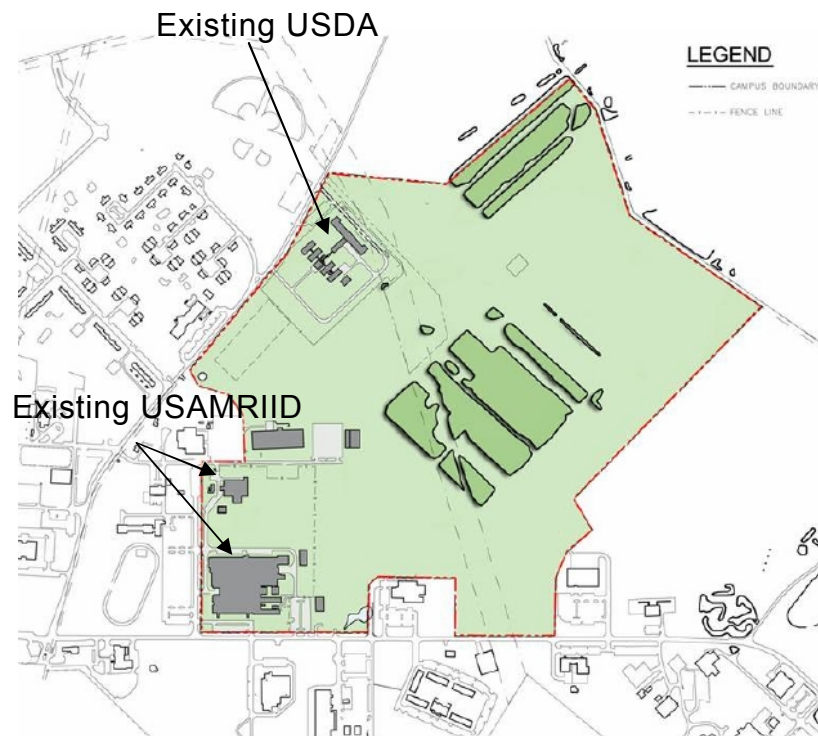 Existing USDA
LEGEND
CAMPUS BOUNDARY
FENCE LINE
Existing USAMRIID